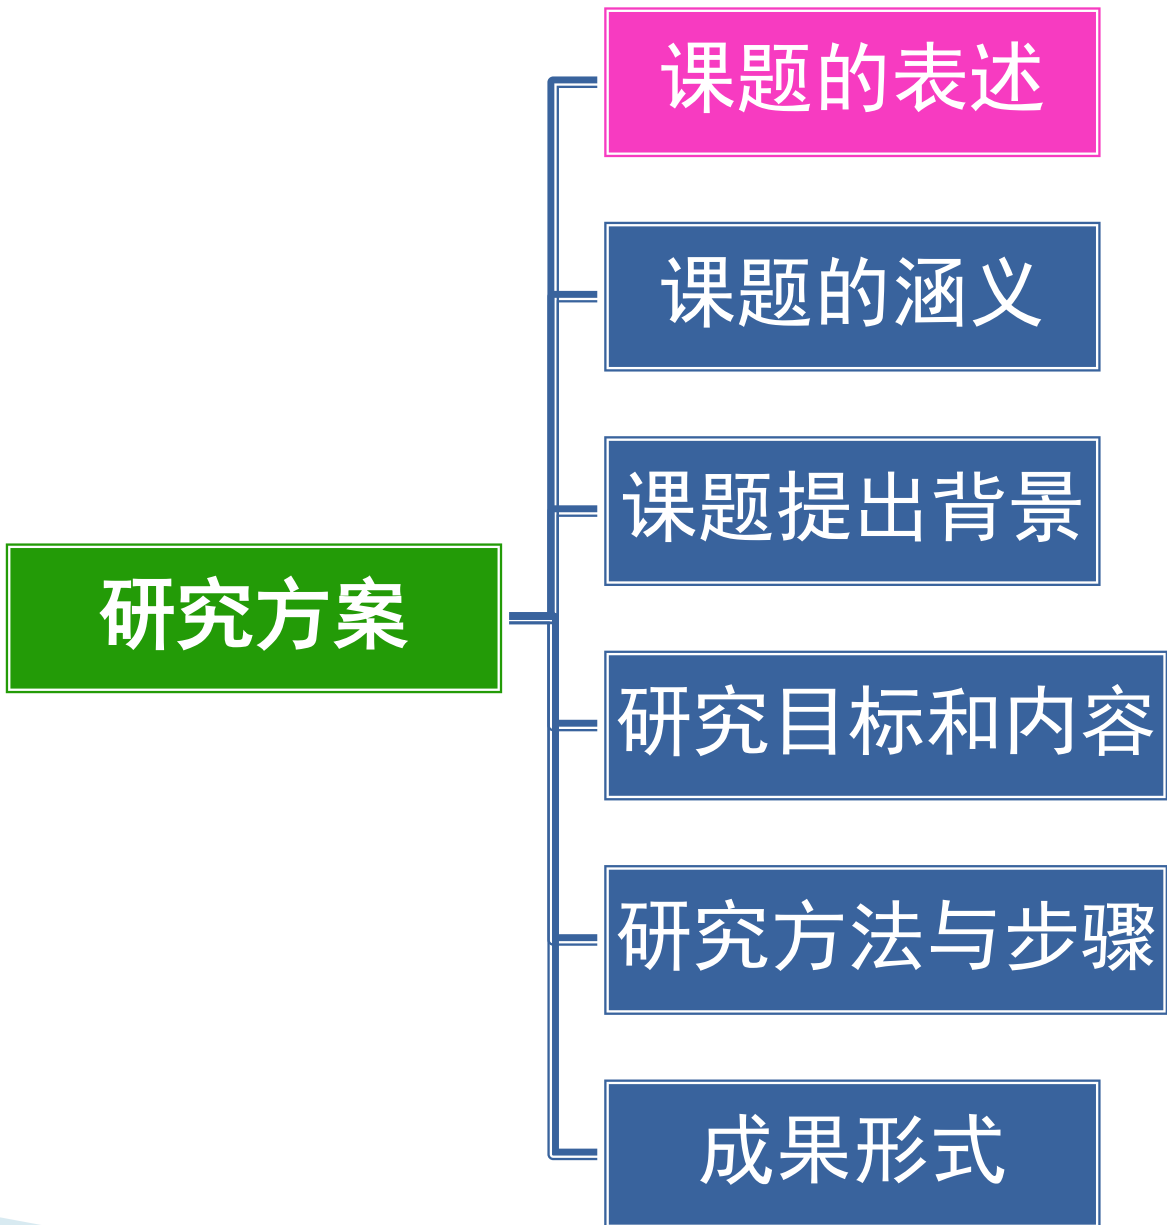 研究方案
课题的表述
课题的涵义
课题提出背景
研究目标和内容
研究方法与步骤
成果形式